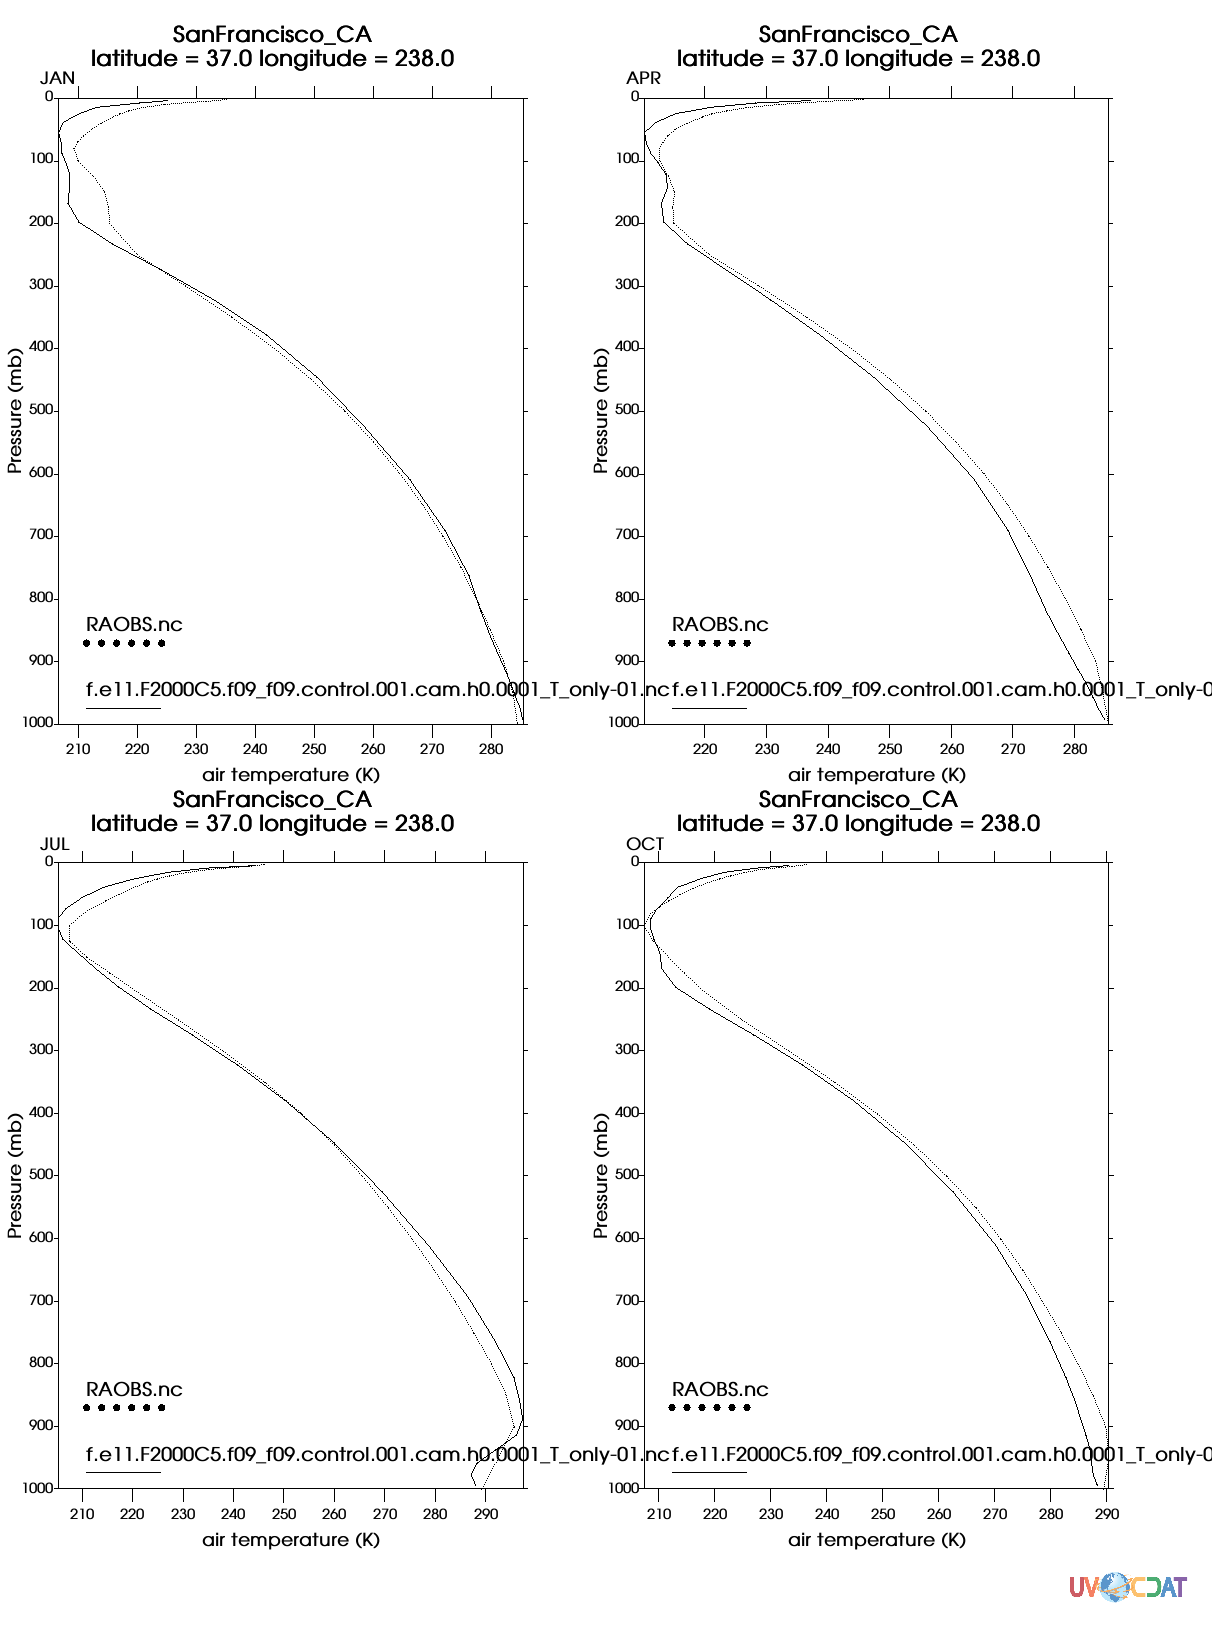 SanFrancisco_CA
latitude = 37.0 longitude = 238.0
JAN
0
100
200
300
400
500
600
700
800
900
1000
Pressure (mb)
RAOBS.nc
f.e11.F2000C5.f09_f09.control.001.cam.h0.0001_T_only-01.nc
210 220 230 240 250 260 270 280
air temperature (K)
SanFrancisco_CA
latitude = 37.0 longitude = 238.0
APR
0
100
200
300
400
500
600
700
800
900
1000
Pressure (mb)
RAOBS.nc
f.e11.F2000C5.f09_f09.control.001.cam.h0.0001_T_only-0
220 230 240 250 260 270 280
air temperature (K)
SanFrancisco_CA
latitude = 37.0 longitude = 238.0
JUL
0
100
200
300
400
500
600
700
800
900
1000
Pressure (mb)
RAOBS.nc
f.e11.F2000C5.f09_f09.control.001.cam.h0.0001_T_only-01.nc
210 220 230 240 250 260 270 280 290
air temperature (K)
SanFrancisco_CA
latitude = 37.0 longitude = 238.0
OCT
0
100
200
300
400
500
600
700
800
900
1000
Pressure (mb)
RAOBS.nc
f.e11.F2000C5.f09_f09.control.001.cam.h0.0001_T_only-0
210 220 230 240 250 260 270 280 290
air temperature (K)
UV CDAT